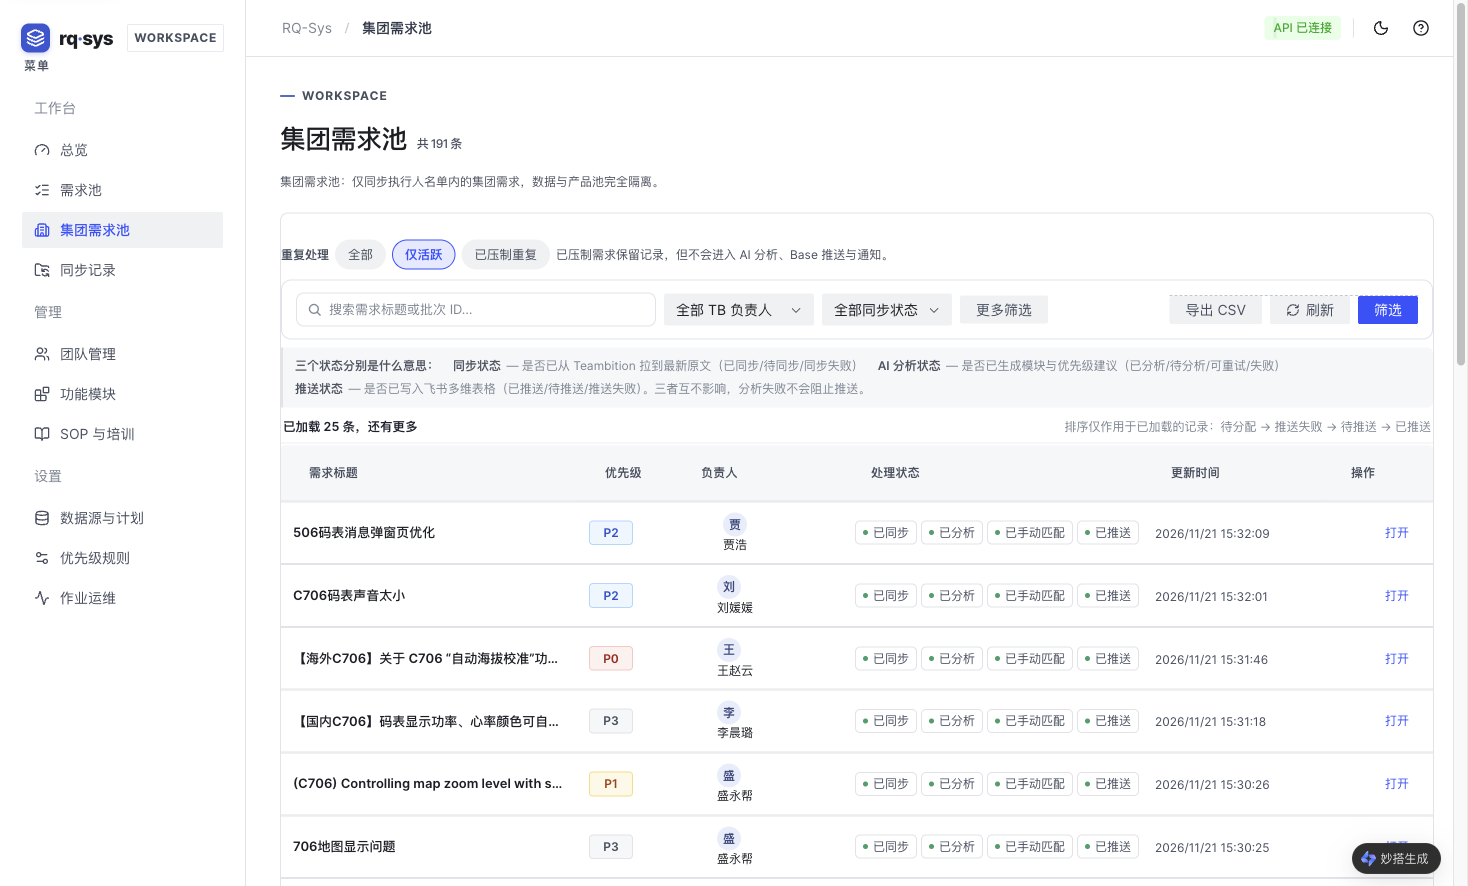 rq·sys WORKSPACE
菜单
工作台
总览
需求池
集团需求池
同步记录
管理
团队管理
功能模块
SOP 与培训
设置
数据源与计划
优先级规则
作业运维
RQ-Sys / 集团需求池
API 已连接
WORKSPACE
集团需求池 共 191 条
集团需求池：仅同步执行人名单内的集团需求，数据与产品池完全隔离。
重复处理 全部 仅活跃 已压制重复 已压制需求保留记录，但不会进入 AI 分析、Base 推送与通知。
搜索需求标题或批次 ID... 全部 TB 负责人 全部同步状态 更多筛选 导出 CSV 刷新 筛选
三个状态分别是什么意思： 同步状态 — 是否已从 Teambition 拉到最新原文（已同步/待同步/同步失败） AI 分析状态 — 是否已生成模块与优先级建议（已分析/待分析/可重试/失败）
推送状态 — 是否已写入飞书多维表格（已推送/待推送/推送失败）。三者互不影响，分析失败不会阻止推送。
已加载 25 条，还有更多 排序仅作用于已加载的记录：待分配 → 推送失败 → 待推送 → 已推送
需求标题 优先级 负责人 处理状态 更新时间 操作
506码表消息弹窗页优化 P2 贾 贾浩 已同步 已分析 已手动匹配 已推送 2026/11/21 15:32:09 打开
C706码表声音太小 P2 刘 刘媛媛 已同步 已分析 已手动匹配 已推送 2026/11/21 15:32:01 打开
【海外C706】关于 C706 “自动海拔校准”功... P0 王 王赵云 已同步 已分析 已手动匹配 已推送 2026/11/21 15:31:46 打开
【国内C706】码表显示功率、心率颜色可自... P3 李 李晨璐 已同步 已分析 已手动匹配 已推送 2026/11/21 15:31:18 打开
(C706) Controlling map zoom level with s... P1 盛 盛永帮 已同步 已分析 已手动匹配 已推送 2026/11/21 15:30:26 打开
706地图显示问题 P3 盛 盛永帮 已同步 已分析 已手动匹配 已推送 2026/11/21 15:30:25
妙搭生成